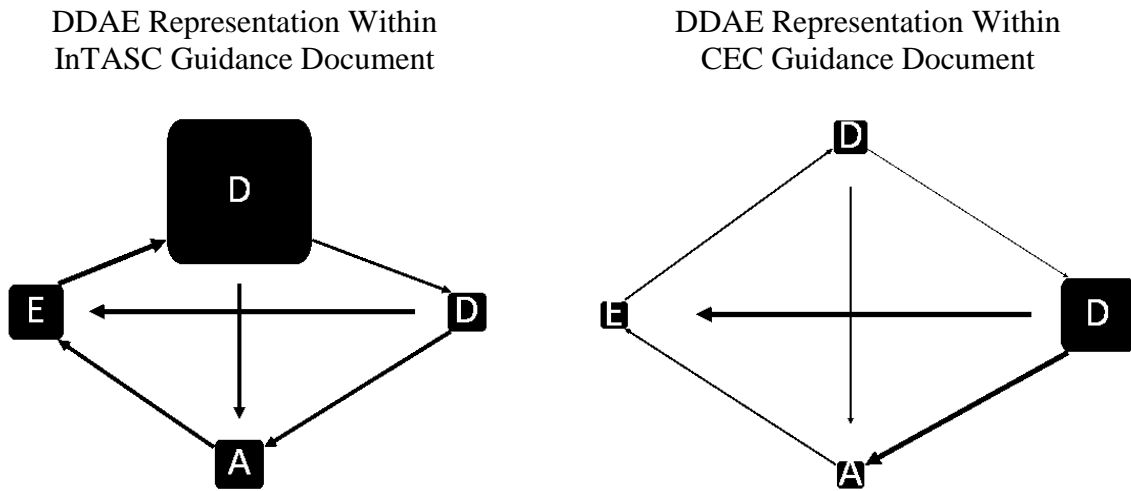 DDAE Representation Within
InTASC Guidance Document
D
E
D
A
DDAE Representation Within
CEC Guidance Document
D
E
D
A